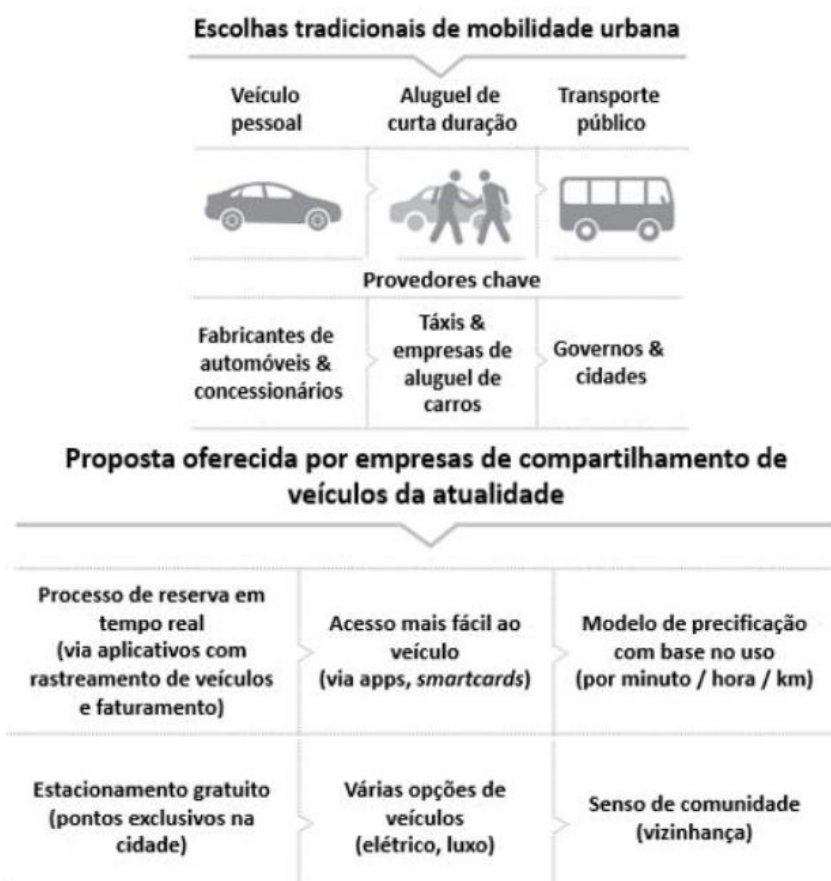 Escolhas tradicionais de mobilidade urbana
Veículo
pessoal
Aluguel de
curta duração
Transporte
público
Provedores chave
Fabricantes de
automóveis &
concessionários
Táxis &
empresas de
aluguel de
carros
Governos &
cidades
Proposta oferecida por empresas de compartilhamento de
veículos da atualidade
Processo de reserva em
tempo real
(via aplicativos com
rastreamento de veículos
e faturamento)
Acesso mais fácil ao
veículo
(via apps, smartcards)
Modelo de precificação
com base no uso
(por minuto / hora / km)
Estacionamento gratuito
(pontos exclusivos na
cidade)
Várias opções de
veículos
(elétrico, luxo)
Senso de comunidade
(vizinhança)